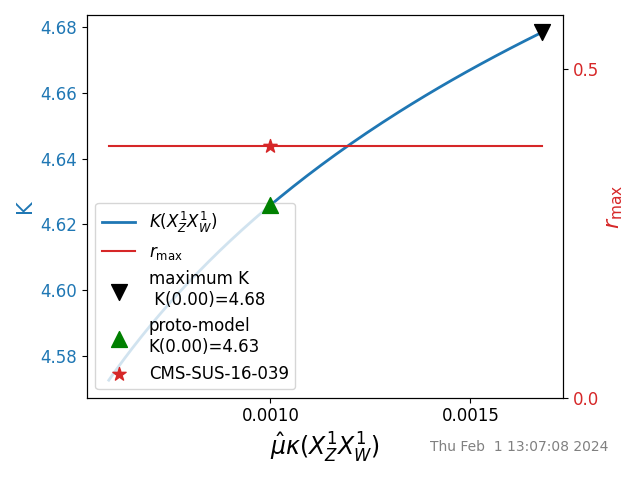 4.68
4.66
4.64
4.62
4.60
4.58
K
0.5
0.0
r_max
K(X_Z^1 X_W^1)
r_max
maximum K
K(0.00)=4.68
proto-model
K(0.00)=4.63
CMS-SUS-16-039
0.0010
0.0015
μ̂κ(X_Z^1 X_W^1)
Thu Feb 1 13:07:08 2024